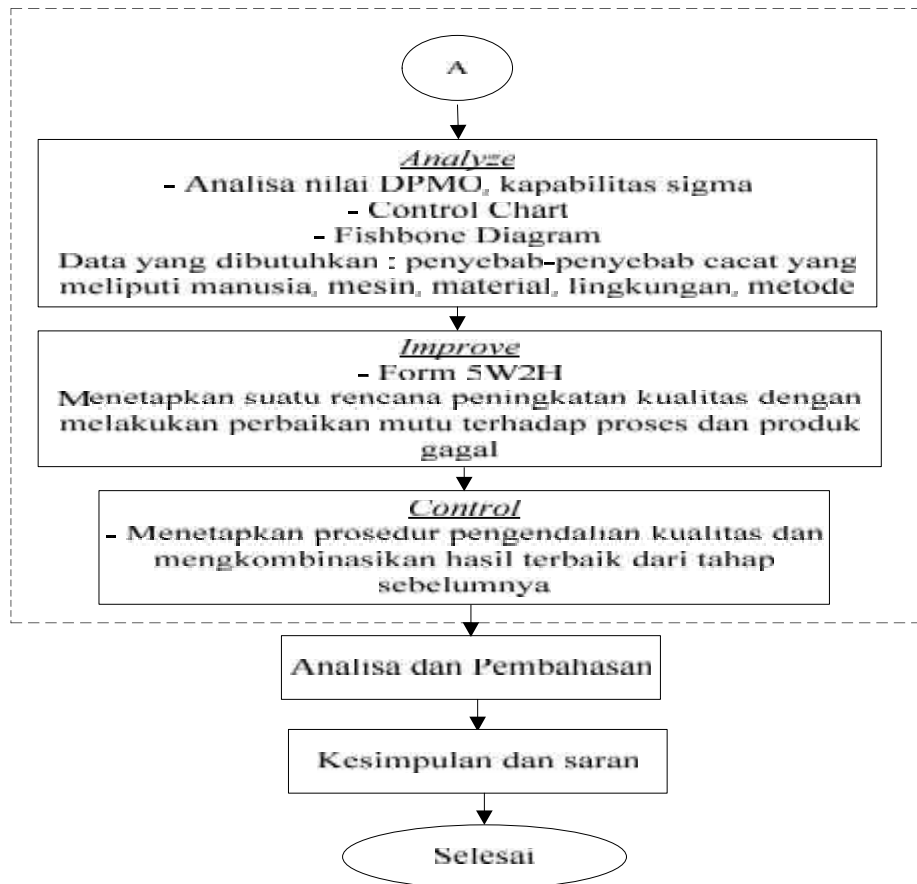 A
Analyze
- Analisa nilai DPMO, kapabilitas sigma
- Control Chart
- Fishbone Diagram
Data yang dibutuhkan : penyebab-penyebab cacat yang
meliputi manusia, mesin, material, lingkungan, metode
Improve
- Form 5W2H
Menetapkan suatu rencana peningkatan kualitas dengan
melakukan perbaikan mutu terhadap proses dan produk
gagal
Control
- Menetapkan prosedur pengendalian kualitas dan
mengkombinasikan hasil terbaik dari tahap
sebelumnya
Analisa dan Pembahasan
Kesimpulan dan saran
Selesai